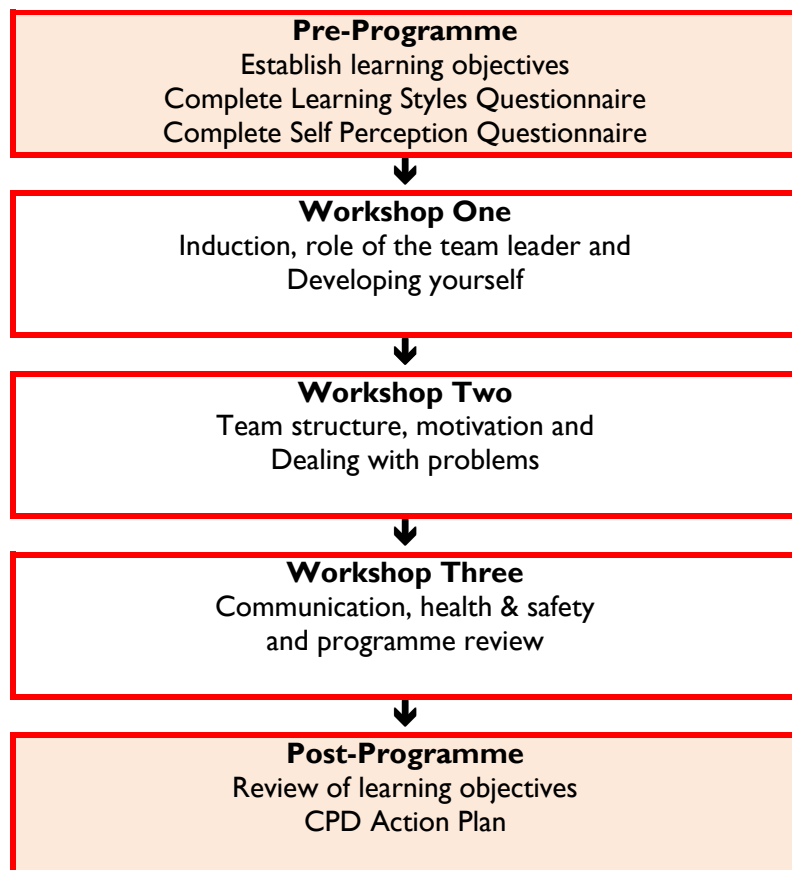 Pre-Programme
Establish learning objectives
Complete Learning Styles Questionnaire
Complete Self Perception Questionnaire
Workshop One
Induction, role of the team leader and
Developing yourself
Workshop Two
Team structure, motivation and
Dealing with problems
Workshop Three
Communication, health & safety
and programme review
Post-Programme
Review of learning objectives
CPD Action Plan